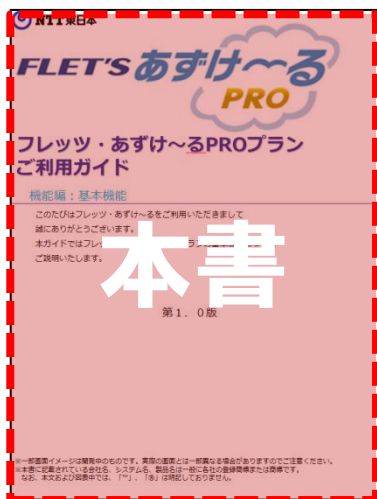 NTT東日本
FLET'S あずけ～る
PRO
フレッツ・あずけ～るPROプラン
ご利用ガイド
機能編：基本機能
このたびはフレッツ・あずけ～るをご利用いただきまして
誠にありがとうございます。
本ガイドではフレ
ラン
ご説明いたします。
本書
第1．0版
※一部画面イメージは開発中のものです。実際の画面とは一部異なる場合がありますのでご注意ください。
※本書に記載されている会社名、システム名、製品名は一般に各社の登録商標または商標です。
なお、本文および図表中では、「™」、「®」は明記しておりません。